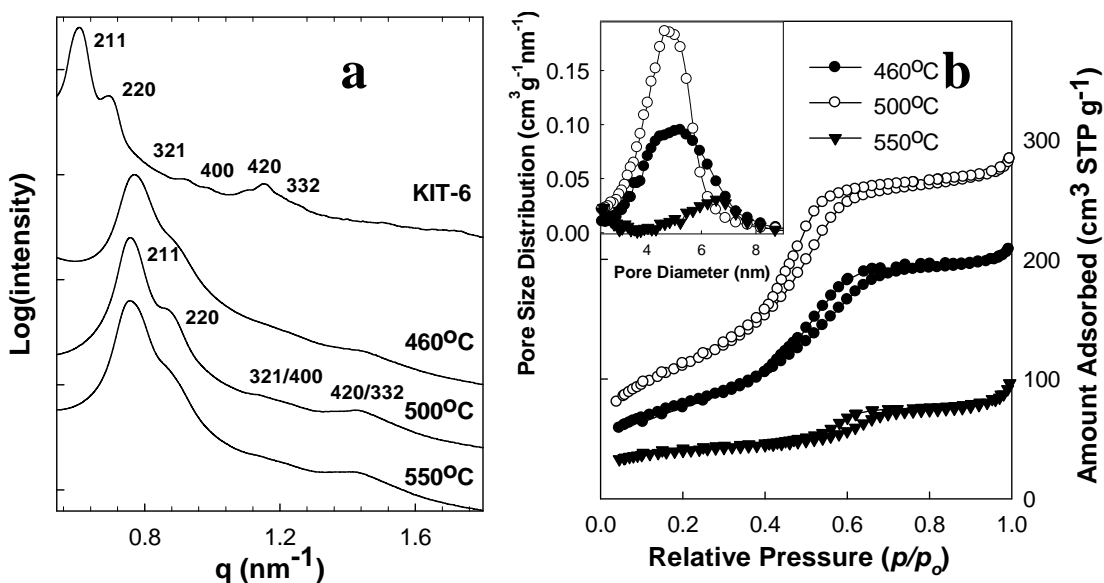 a
211
220
321
400
420
332
KIT-6
211
220
460°C
321/400
420/332
500°C
550°C
Log(intensity)
0.8
1.2
q (nm⁻¹)
b
460°C
500°C
550°C
Pore Size Distribution (cm³g⁻¹nm⁻¹)
0.15
0.10
0.05
0.00
4
6
8
Pore Diameter (nm)
300
200
100
0
Amount Adsorbed (cm³ STP g⁻¹)
0.0
0.2
0.4
0.6
0.8
1.0
Relative Pressure (p/pₒ)